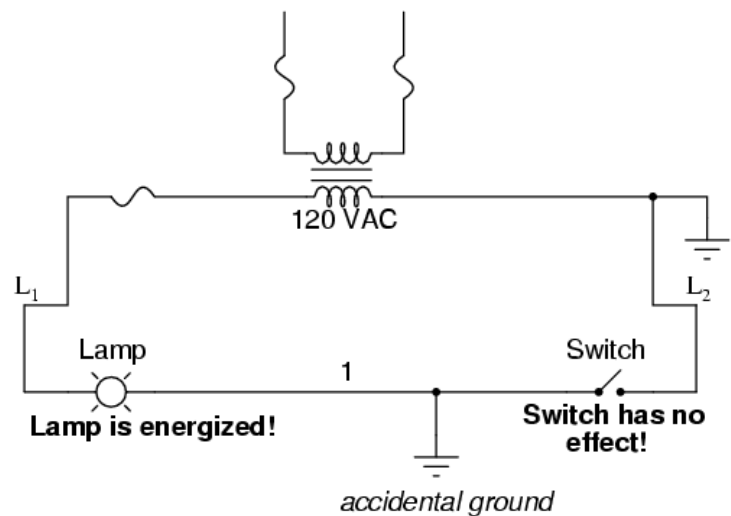 120 VAC
L1
L2
Lamp
1
Switch
Lamp is energized!
Switch has no
effect!
accidental ground